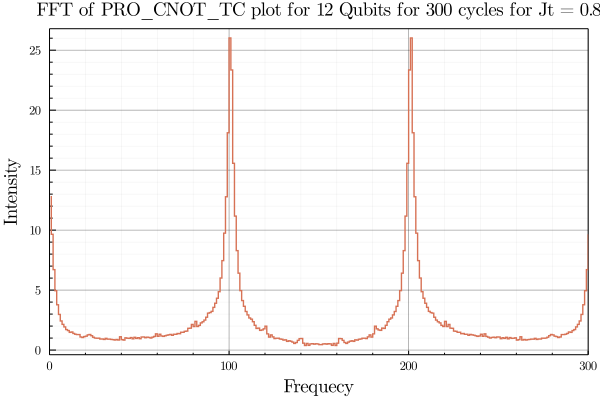 FFT of PRO_CNOT_TC plot for 12 Qubits for 300 cycles for Jt = 0.8
25
20
15
10
5
0
Intensity
0 100 200 300
Frequecy